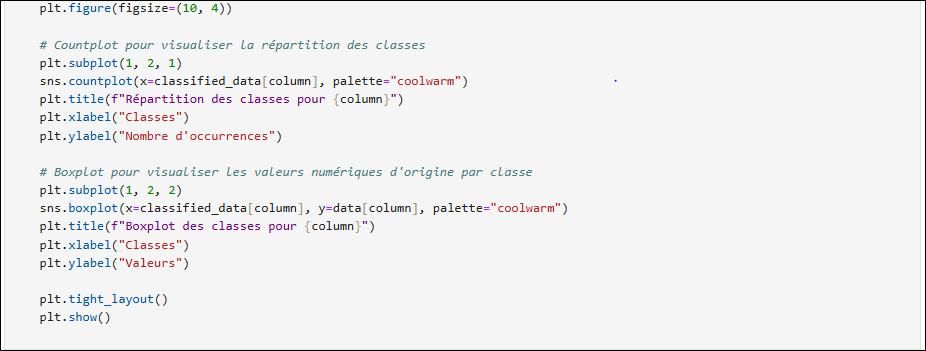 plt.figure(figsize=(10, 4))
# Countplot pour visualiser la répartition des classes
plt.subplot(1, 2, 1)
sns.countplot(x=classified_data[column], palette="coolwarm")
plt.title(f"Répartition des classes pour {column}")
plt.xlabel("Classes")
plt.ylabel("Nombre d'occurrences")
# Boxplot pour visualiser les valeurs numériques d'origine par classe
plt.subplot(1, 2, 2)
sns.boxplot(x=classified_data[column], y=data[column], palette="coolwarm")
plt.title(f"Boxplot des classes pour {column}")
plt.xlabel("Classes")
plt.ylabel("Valeurs")
plt.tight_layout()
plt.show()